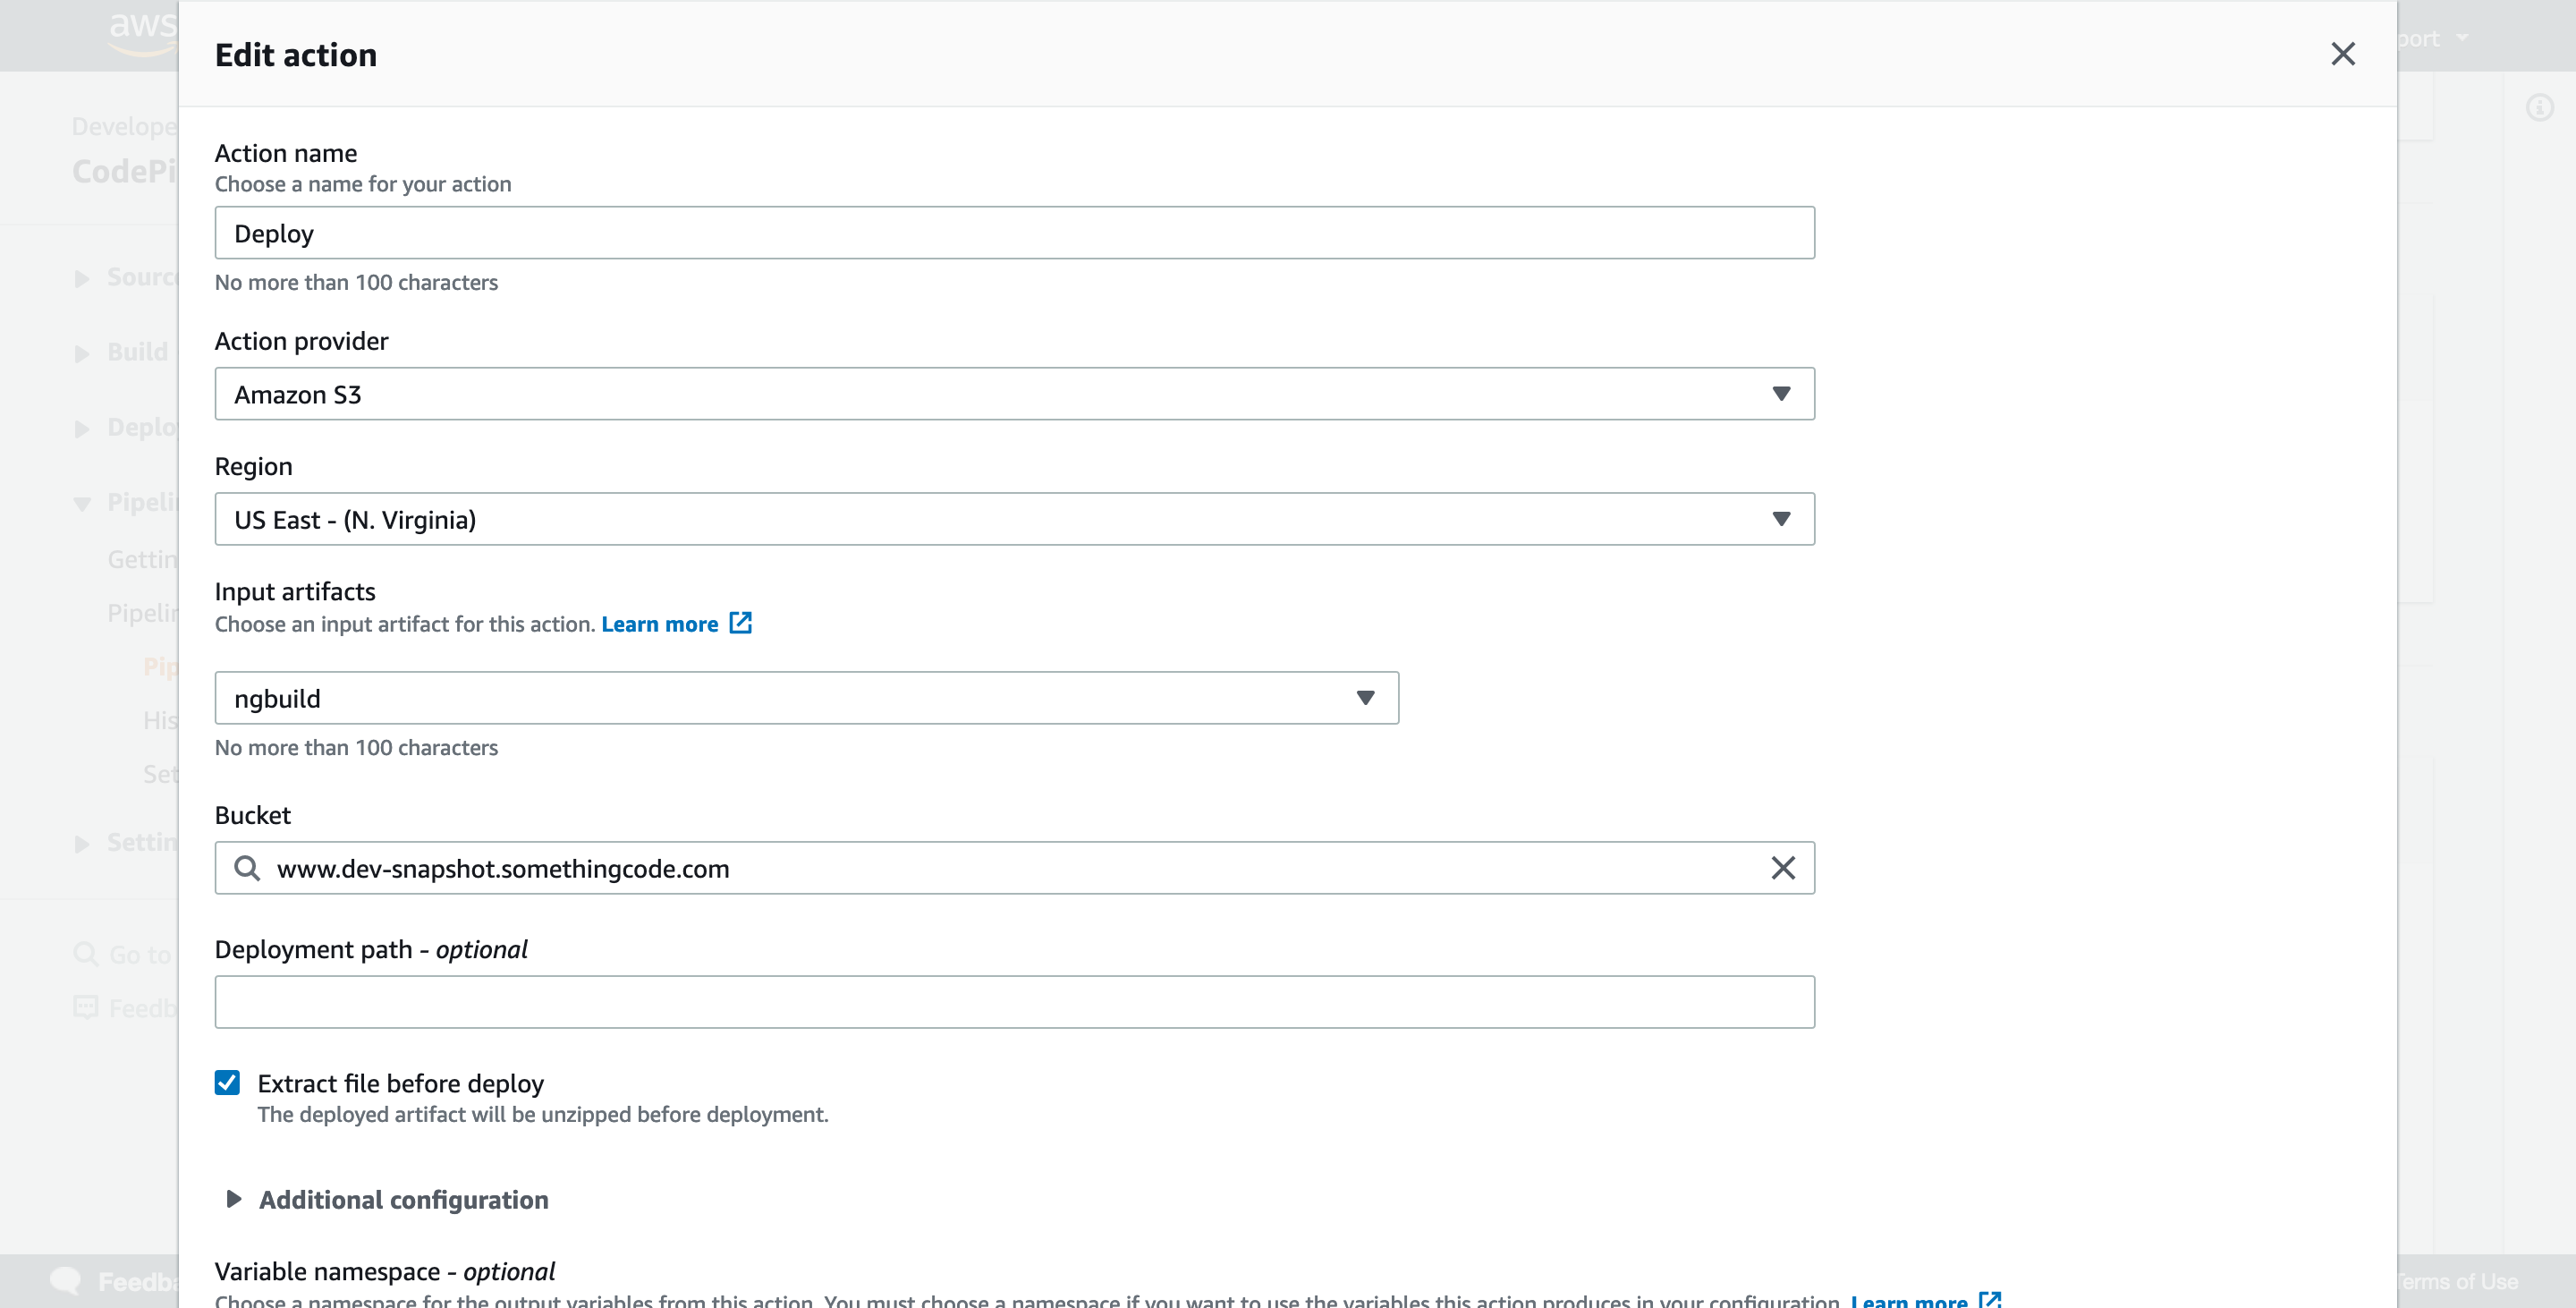 aws
Edit action
port
Develope
CodePi
Action name
Choose a name for your action
Deploy
No more than 100 characters
Source
Build
Deploy
Pipelin
Gettin
Pipelin
Pip
His
Set
Settin
Go to
Feedb
Action provider
Amazon S3
Region
US East - (N. Virginia)
Input artifacts
Choose an input artifact for this action. Learn more
ngbuild
No more than 100 characters
Bucket
www.dev-snapshot.somethingcode.com
Deployment path - optional
Extract file before deploy
The deployed artifact will be unzipped before deployment.
Additional configuration
Variable namespace - optional
Choose a namespace for the output variables from this action. You must choose a namespace if you want to use the variables this action produces in your configuration. Learn more
Feedba
Terms of Use